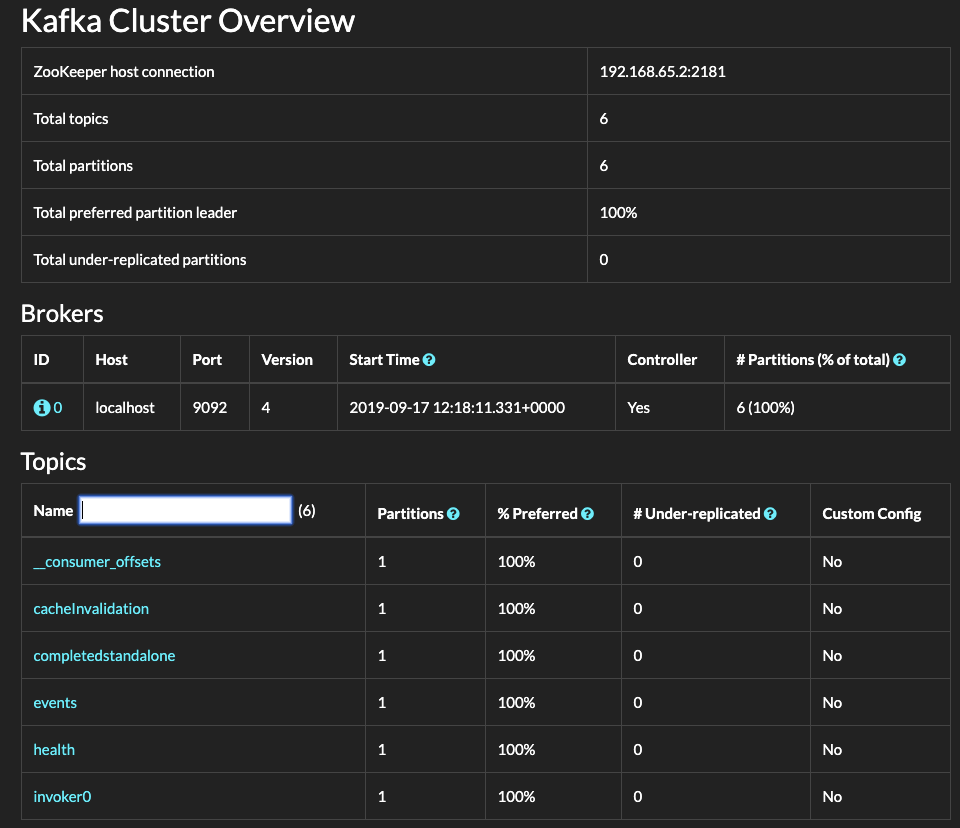 Kafka Cluster Overview
ZooKeeper host connection 192.168.65.2:2181
Total topics 6
Total partitions 6
Total preferred partition leader 100%
Total under-replicated partitions 0
Brokers
ID Host Port Version Start Time ? Controller # Partitions (% of total) ?
i 0 localhost 9092 4 2019-09-17 12:18:11.331+0000 Yes 6 (100%)
Topics
Name (6) Partitions ? % Preferred ? # Under-replicated ? Custom Config
__consumer_offsets 1 100% 0 No
cacheInvalidation 1 100% 0 No
completedstandalone 1 100% 0 No
events 1 100% 0 No
health 1 100% 0 No
invoker0 1 100% 0 No